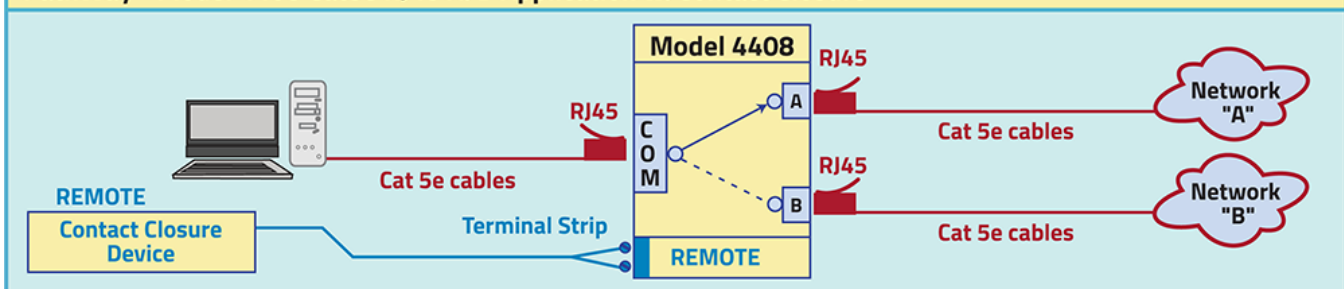 Model 4408
RJ45
A
Network
"A"
RJ45
COM
Cat 5e cables
Cat 5e cables
RJ45
REMOTE
B
Network
"B"
Contact Closure
Device
Terminal Strip
Cat 5e cables
REMOTE